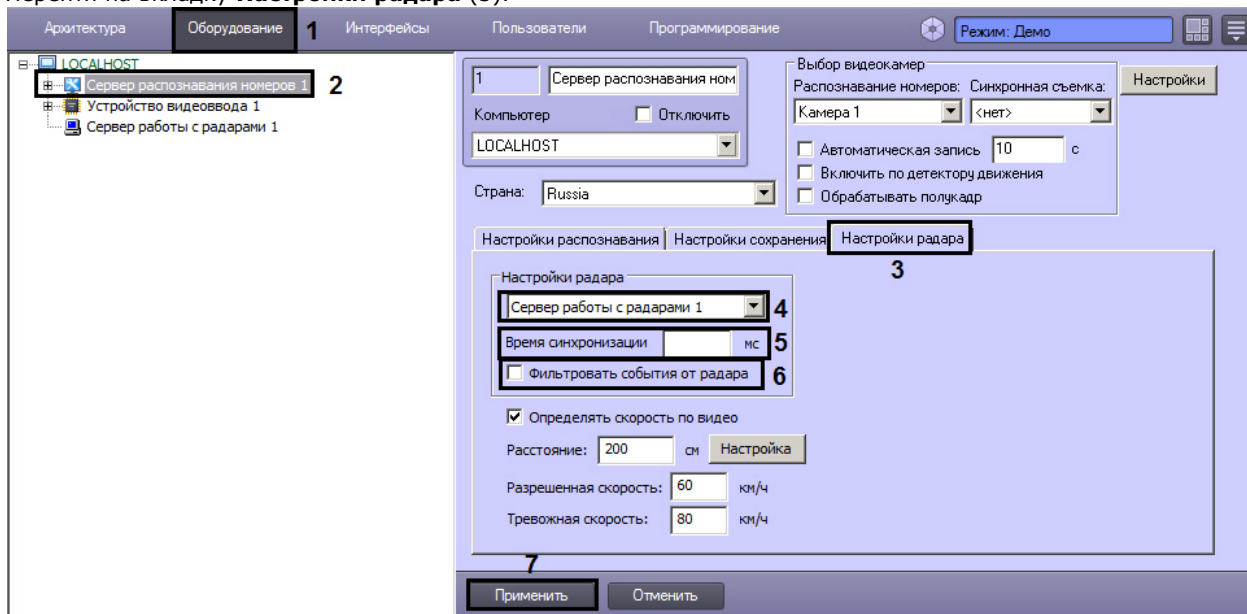 Перейти на вкладку Настройки радара (3).
Архитектура Оборудование 1 Интерфейсы Пользователи Программирование Режим: Демо
LOCALHOST
Сервер распознавания номеров 1 2
Устройство видеоввода 1
Сервер работы с радарами 1
1 Сервер распознавания ном
Компьютер Отключить
LOCALHOST
Страна: Russia
Выбор видеокамер
Распознавание номеров: Синхронная съемка:
Камера 1 <нет>
Автоматическая запись 10 с
Включить по детектору движения
Обрабатывать полукадр
Настройки
Настройки распознавания Настройки сохранения Настройки радара
3
Настройки радара
Сервер работы с радарами 1 4
Время синхронизации мс 5
Фильтровать события от радара 6
Определять скорость по видео
Расстояние: 200 см Настройка
Разрешенная скорость: 60 км/ч
Тревожная скорость: 80 км/ч
7
Применить Отменить